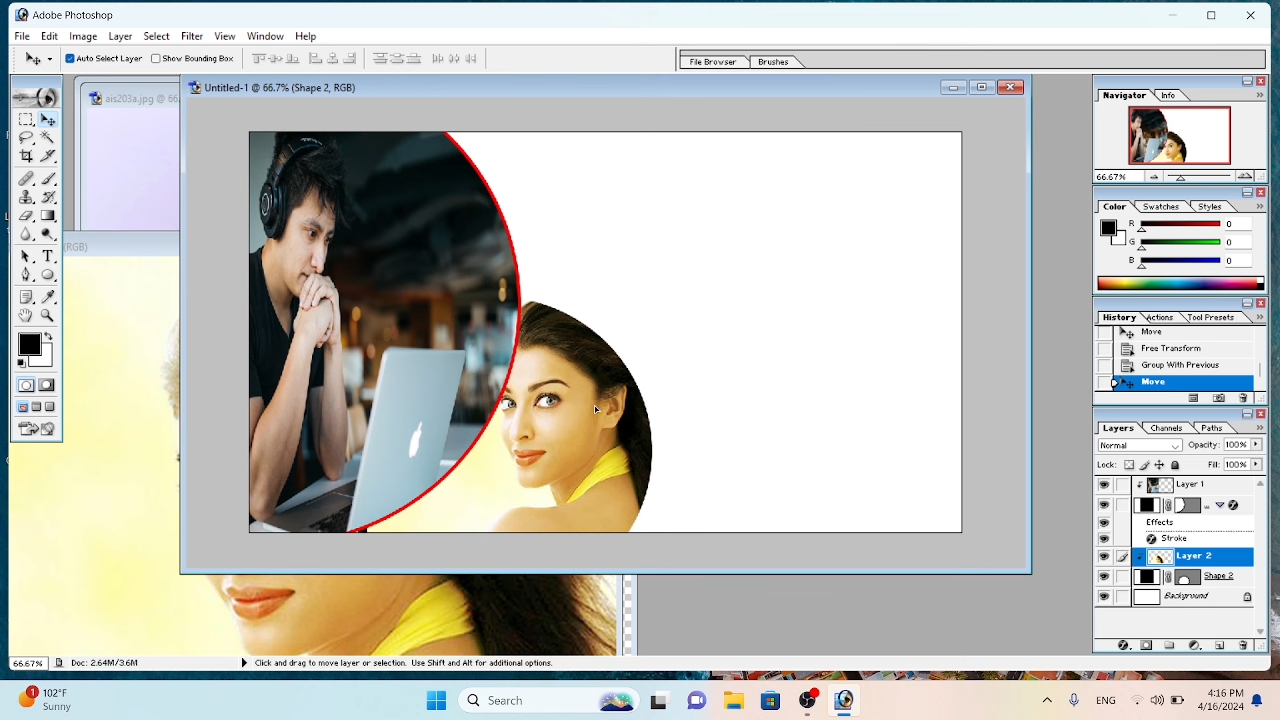 Adobe Photoshop
File Edit Image Layer Select Filter View Window Help
Auto Select Layer Show Bounding Box
File Browser Brushes
ais203a.jpg @ 66.
Untitled-1 @ 66.7% (Shape 2, RGB)
(RGB)
Navigator Info
66.67%
Color Swatches Styles
R 0
G 0
B 0
History Actions Tool Presets
Move
Free Transform
Group With Previous
Move
Layers Channels Paths
Normal Opacity: 100%
Lock: Fill: 100%
Layer 1
Effects
Stroke
Layer 2
Shape 2
Background
66.67% Doc: 2.64M/3.6M Click and drag to move layer or selection. Use Shift and Alt for additional options.
1
102°F
Sunny
Search
ENG
4:16 PM
4/16/2024